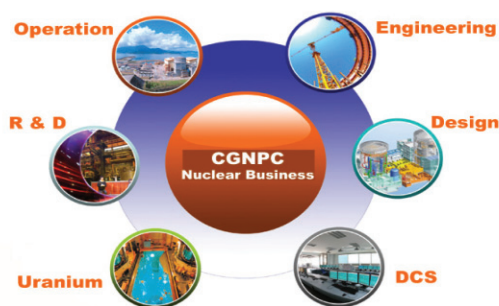 Operation
Engineering
R & D
CGNPC
Nuclear Business
Design
Uranium
DCS